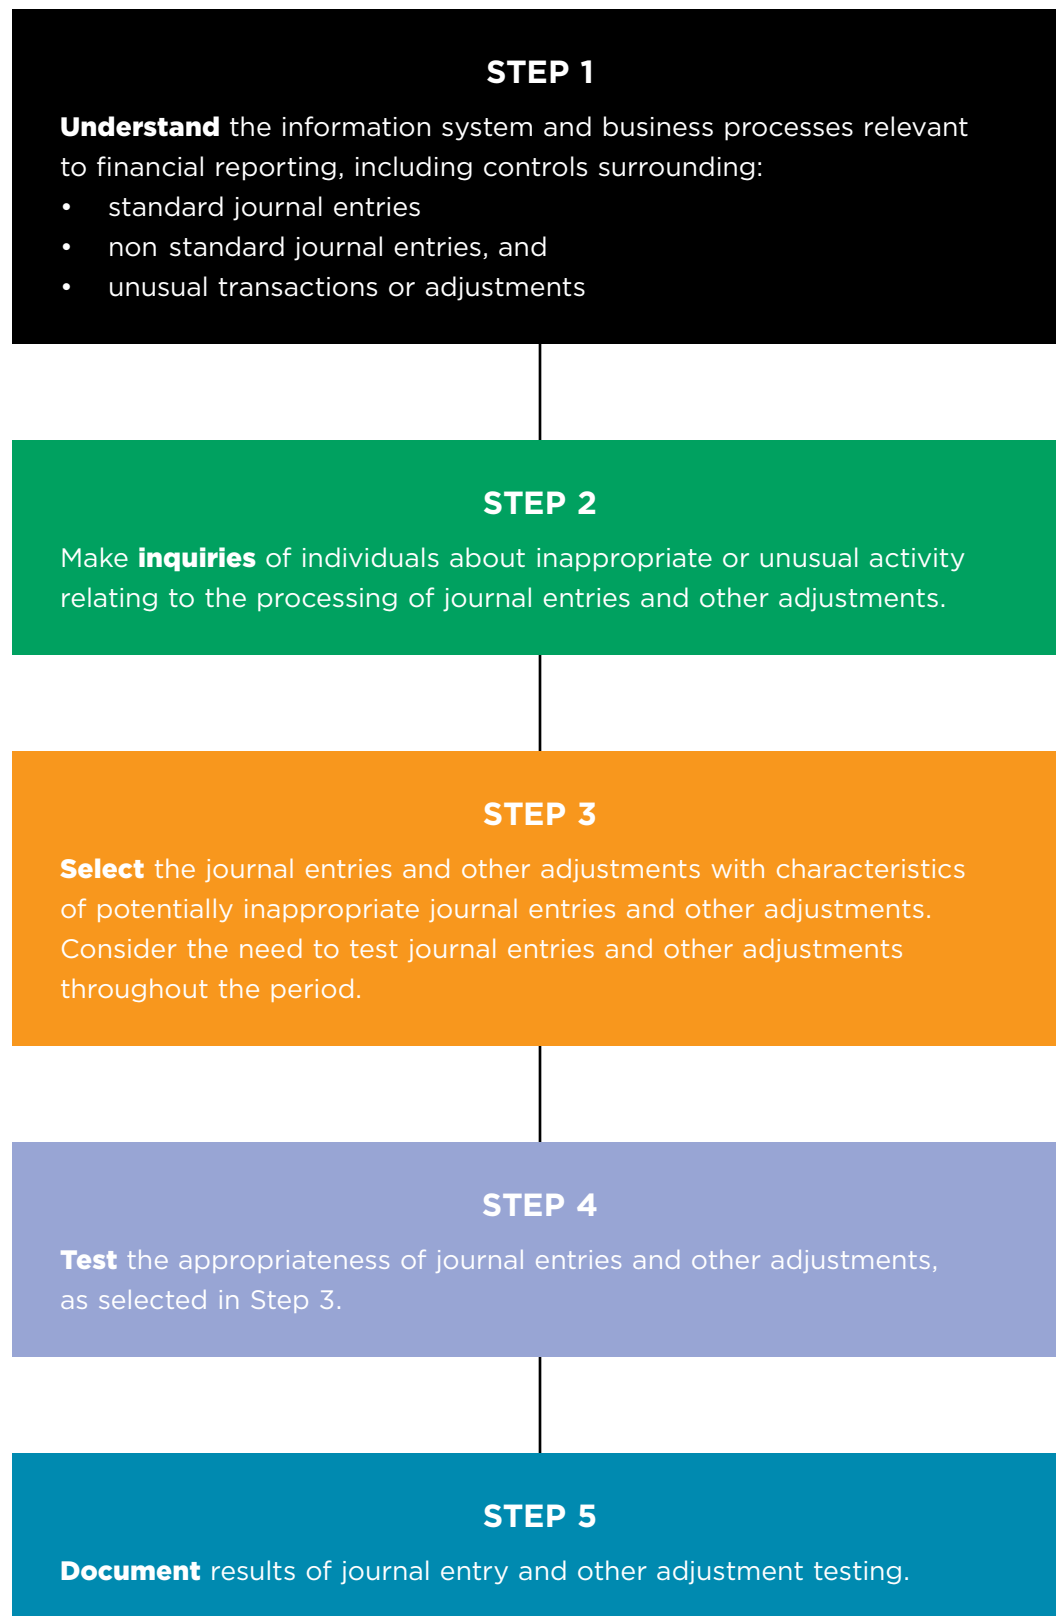 STEP 1
Understand the information system and business processes relevant
to financial reporting, including controls surrounding:
• standard journal entries
• non standard journal entries, and
• unusual transactions or adjustments
STEP 2
Make inquiries of individuals about inappropriate or unusual activity
relating to the processing of journal entries and other adjustments.
STEP 3
Select the journal entries and other adjustments with characteristics
of potentially inappropriate journal entries and other adjustments.
Consider the need to test journal entries and other adjustments
throughout the period.
STEP 4
Test the appropriateness of journal entries and other adjustments,
as selected in Step 3.
STEP 5
Document results of journal entry and other adjustment testing.